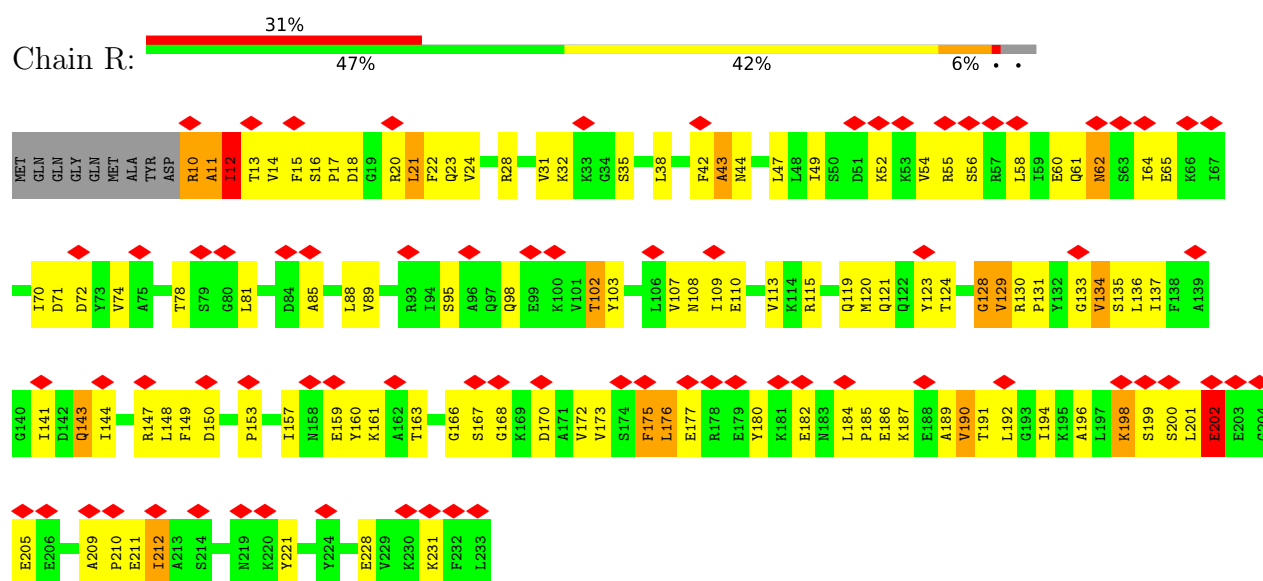 31%
Chain R:
47% 42% 6% • •
MET GLN GLN GLY GLN MET ALA TYR ASP R10 A11 I12 T13 V14 F15 S16 P17 D18 G19 R20 L21 F22 Q23 V24 R28 V31 K32 K33 G34 S35 L38 F42 A43 N44 L47 L48 I49 S50 D51 K52 K53 V54 R55 S56 R57 L58 I59 E60 Q61 N62 S63 I64 E65 K66 I67
I70 D71 D72 Y73 V74 A75 T78 S79 G80 L81 D84 A85 L88 V89 R93 I94 S95 A96 Q97 Q98 E99 K100 V101 T102 Y103 L106 V107 N108 I109 E110 V113 K114 R115 Q119 M120 Q121 Q122 Y123 T124 G128 V129 R130 P131 Y132 G133 V134 S135 L136 I137 F138 A139
G140 I141 D142 Q143 I144 R147 L148 F149 D150 P153 I157 N158 E159 Y160 K161 A162 T163 G166 S167 G168 K169 D170 A171 V172 V173 S174 F175 L176 E177 R178 E179 Y180 K181 E182 N183 L184 P185 E186 K187 E188 A189 V190 T191 L192 G193 I194 K195 A196 L197 K198 S199 S200 L201 E202 E203
E205 E206 A209 P210 E211 I212 A213 S214 N219 K220 Y221 Y224 E228 V229 K230 K231 F232 L233